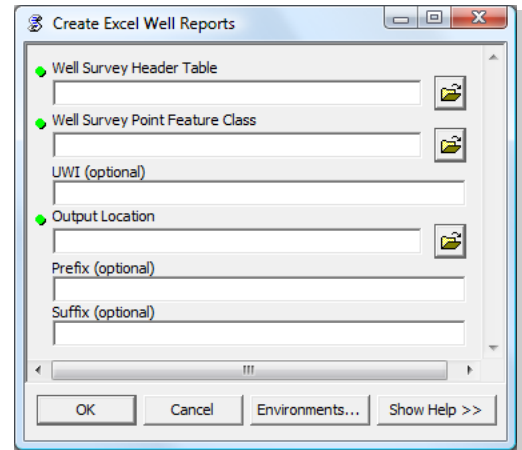 Create Excel Well Reports
Well Survey Header Table
Well Survey Point Feature Class
UWI (optional)
Output Location
Prefix (optional)
Suffix (optional)
OK Cancel Environments... Show Help >>